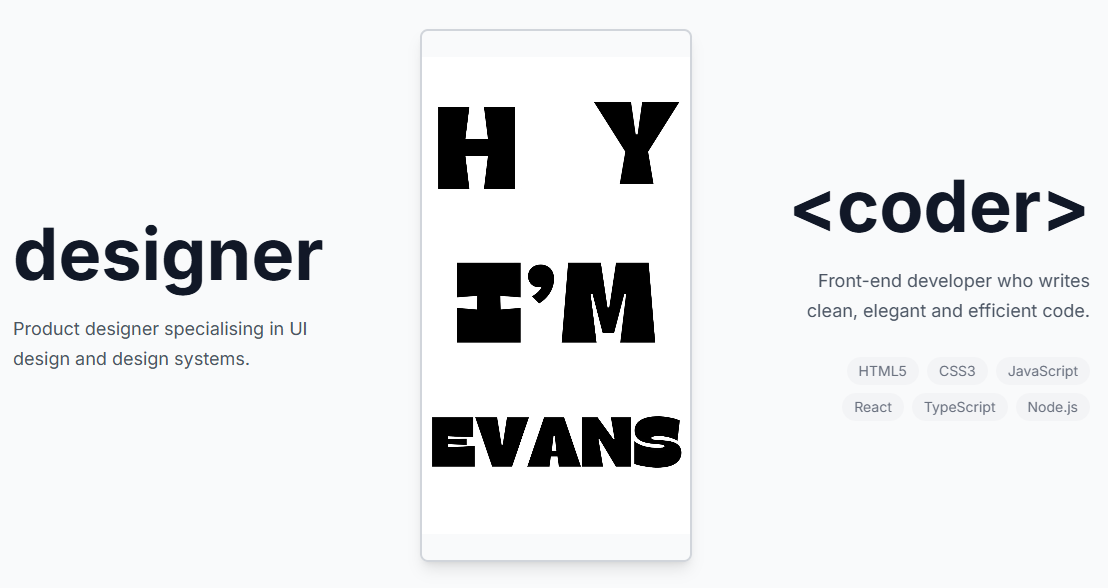 designer
Product designer specialising in UI
design and design systems.
H Y
I’M
EVANS
<coder>
Front-end developer who writes
clean, elegant and efficient code.
HTML5 CSS3 JavaScript
React TypeScript Node.js